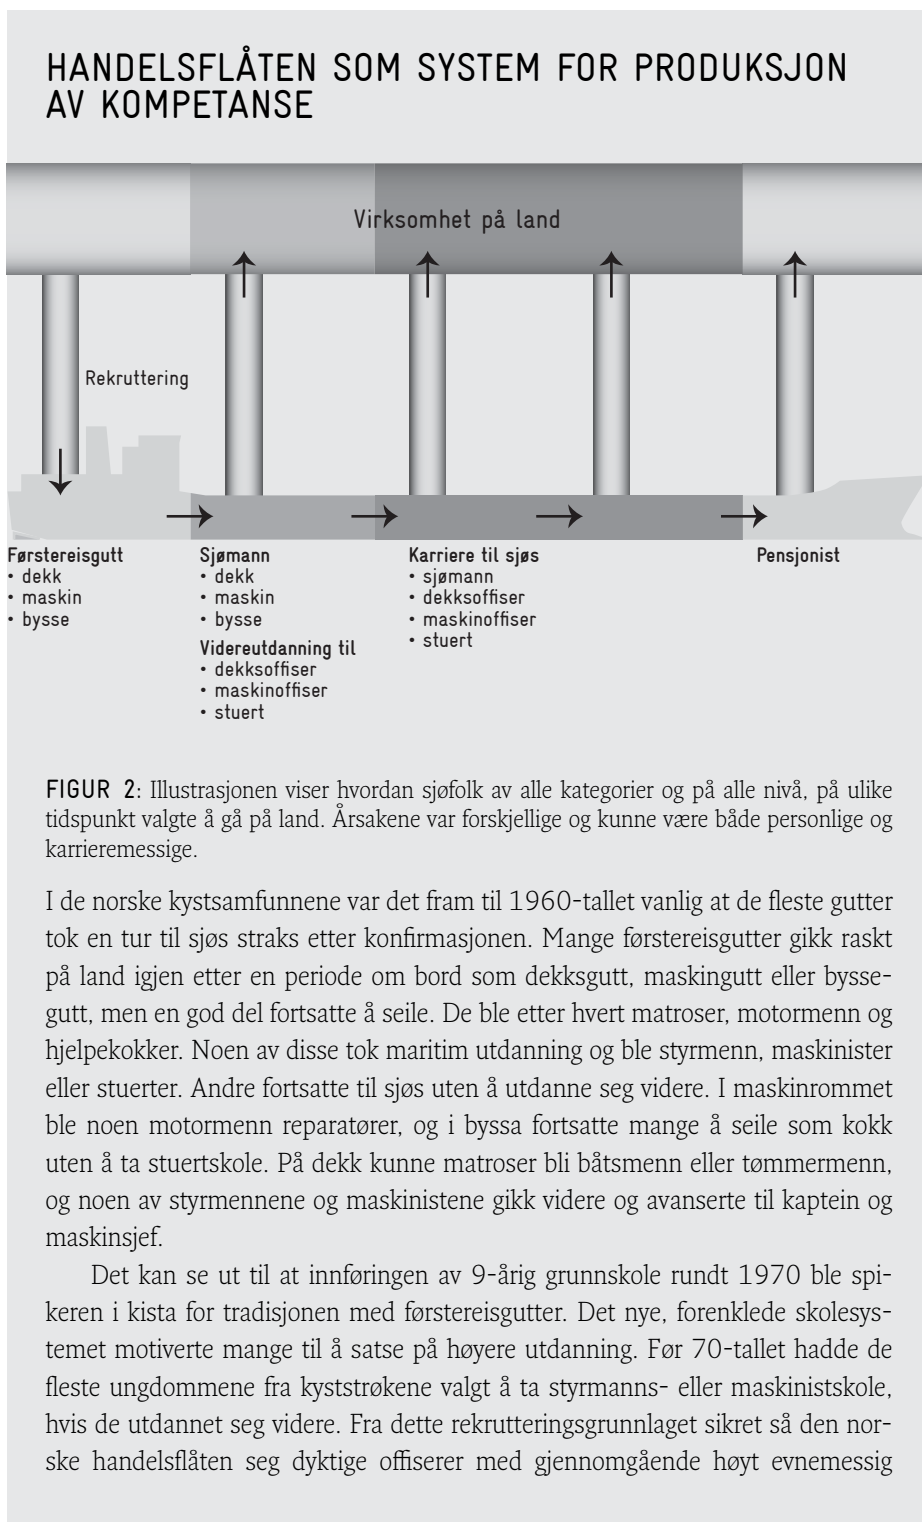 HANDELSFLÅTEN SOM SYSTEM FOR PRODUKSJON
AV KOMPETANSE
Virksomhet på land
Rekruttering
Førstereisgutt
• dekk
• maskin
• bysse
Sjømann
• dekk
• maskin
• bysse
Videreutdanning til
• dekksoffiser
• maskinoffiser
• stuert
Karriere til sjøs
• sjømann
• dekksoffiser
• maskinoffiser
• stuert
Pensjonist
FIGUR 2: Illustrasjonen viser hvordan sjøfolk av alle kategorier og på alle nivå, på ulike
tidspunkt valgte å gå på land. Årsakene var forskjellige og kunne være både personlige og
karrieremessige.
I de norske kystsamfunnene var det fram til 1960-tallet vanlig at de fleste gutter
tok en tur til sjøs straks etter konfirmasjonen. Mange førstereisgutter gikk raskt
på land igjen etter en periode om bord som dekksgutt, maskingutt eller bysse-
gutt, men en god del fortsatte å seile. De ble etter hvert matroser, motormenn og
hjelpekokker. Noen av disse tok maritim utdanning og ble styrmenn, maskinister
eller stuerter. Andre fortsatte til sjøs uten å utdanne seg videre. I maskinrommet
ble noen motormenn reparatører, og i byssa fortsatte mange å seile som kokk
uten å ta stuertskole. På dekk kunne matroser bli båtsmenn eller tømmermenn,
og noen av styrmennene og maskinistene gikk videre og avanserte til kaptein og
maskinsjef.
Det kan se ut til at innføringen av 9-årig grunnskole rundt 1970 ble spi-
keren i kista for tradisjonen med førstereisgutter. Det nye, forenklede skolesys-
temet motiverte mange til å satse på høyere utdanning. Før 70-tallet hadde de
fleste ungdommene fra kyststrøkene valgt å ta styrmanns- eller maskinistskole,
hvis de utdannet seg videre. Fra dette rekrutteringsgrunnlaget sikret så den nor-
ske handelsflåten seg dyktige offiserer med gjennomgående høyt evnemessig